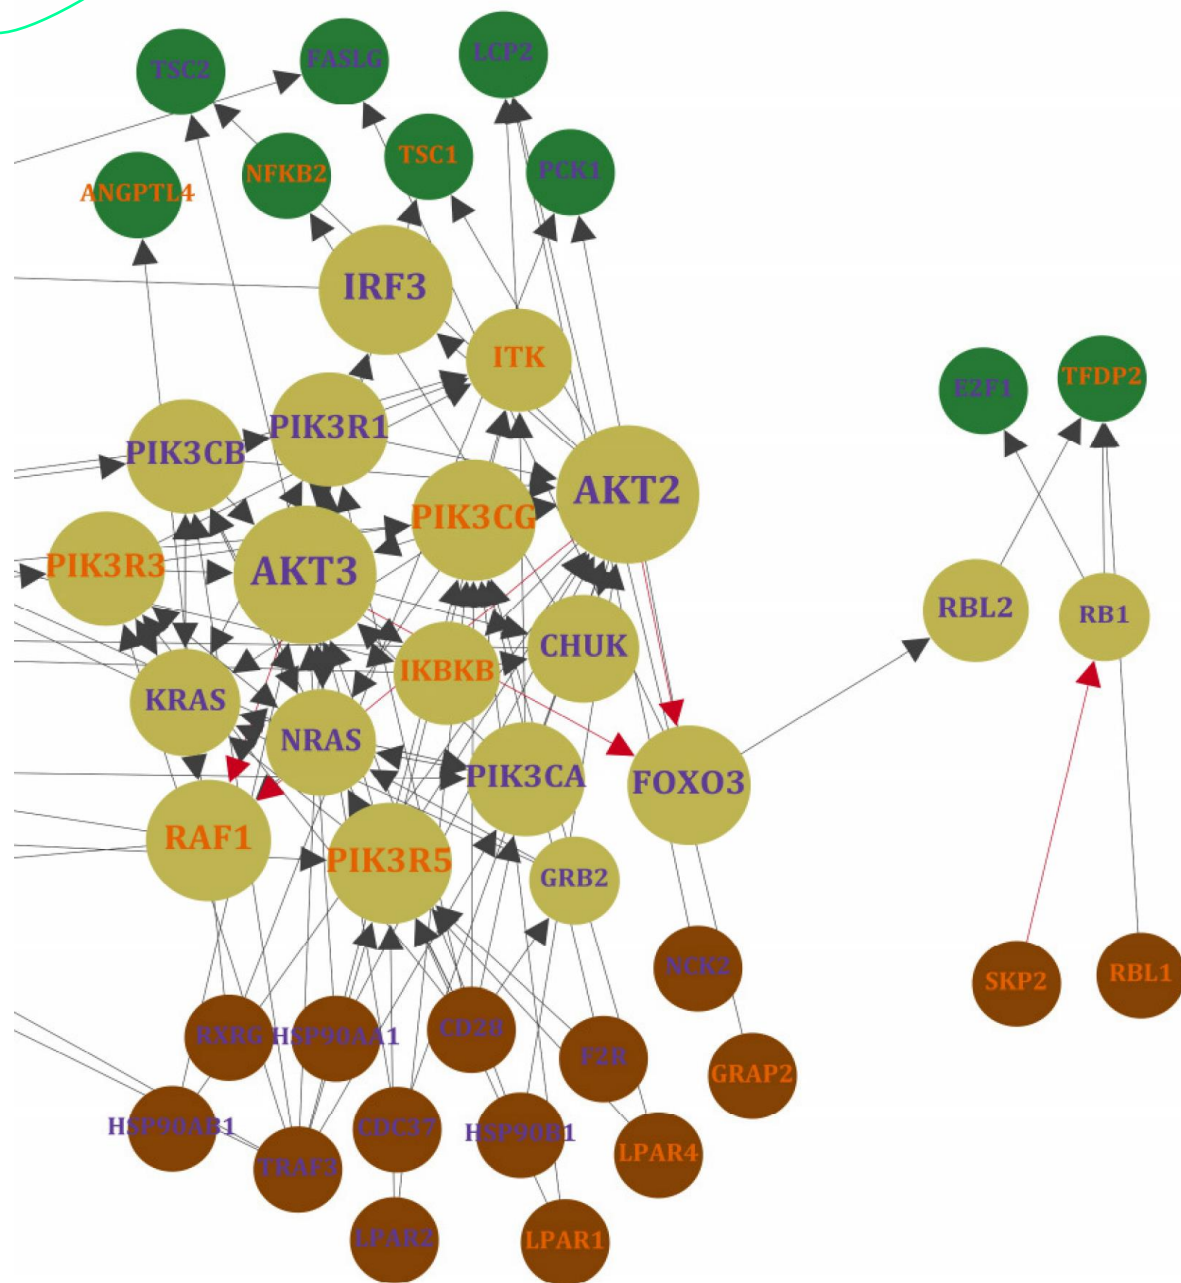 FASLG
LCP2
TSC2
TSC1
PCK1
NFKB2
ANGPTL4
IRF3
ITK
E2F1
TFDP2
PIK3R1
PIK3CB
AKT2
PIK3CG
PIK3R3
AKT3
RBL2
RB1
CHUK
IKBKB
KRAS
NRAS
PIK3CA
FOXO3
RAF1
PIK3R5
GRB2
NCK2
SKP2
RBL1
RXRG
HSP90AA1
CD28
F2R
GRAP2
HSP90AB1
CDC37
HSP90B1
LPAR4
TRAF3
LPAR2
LPAR1